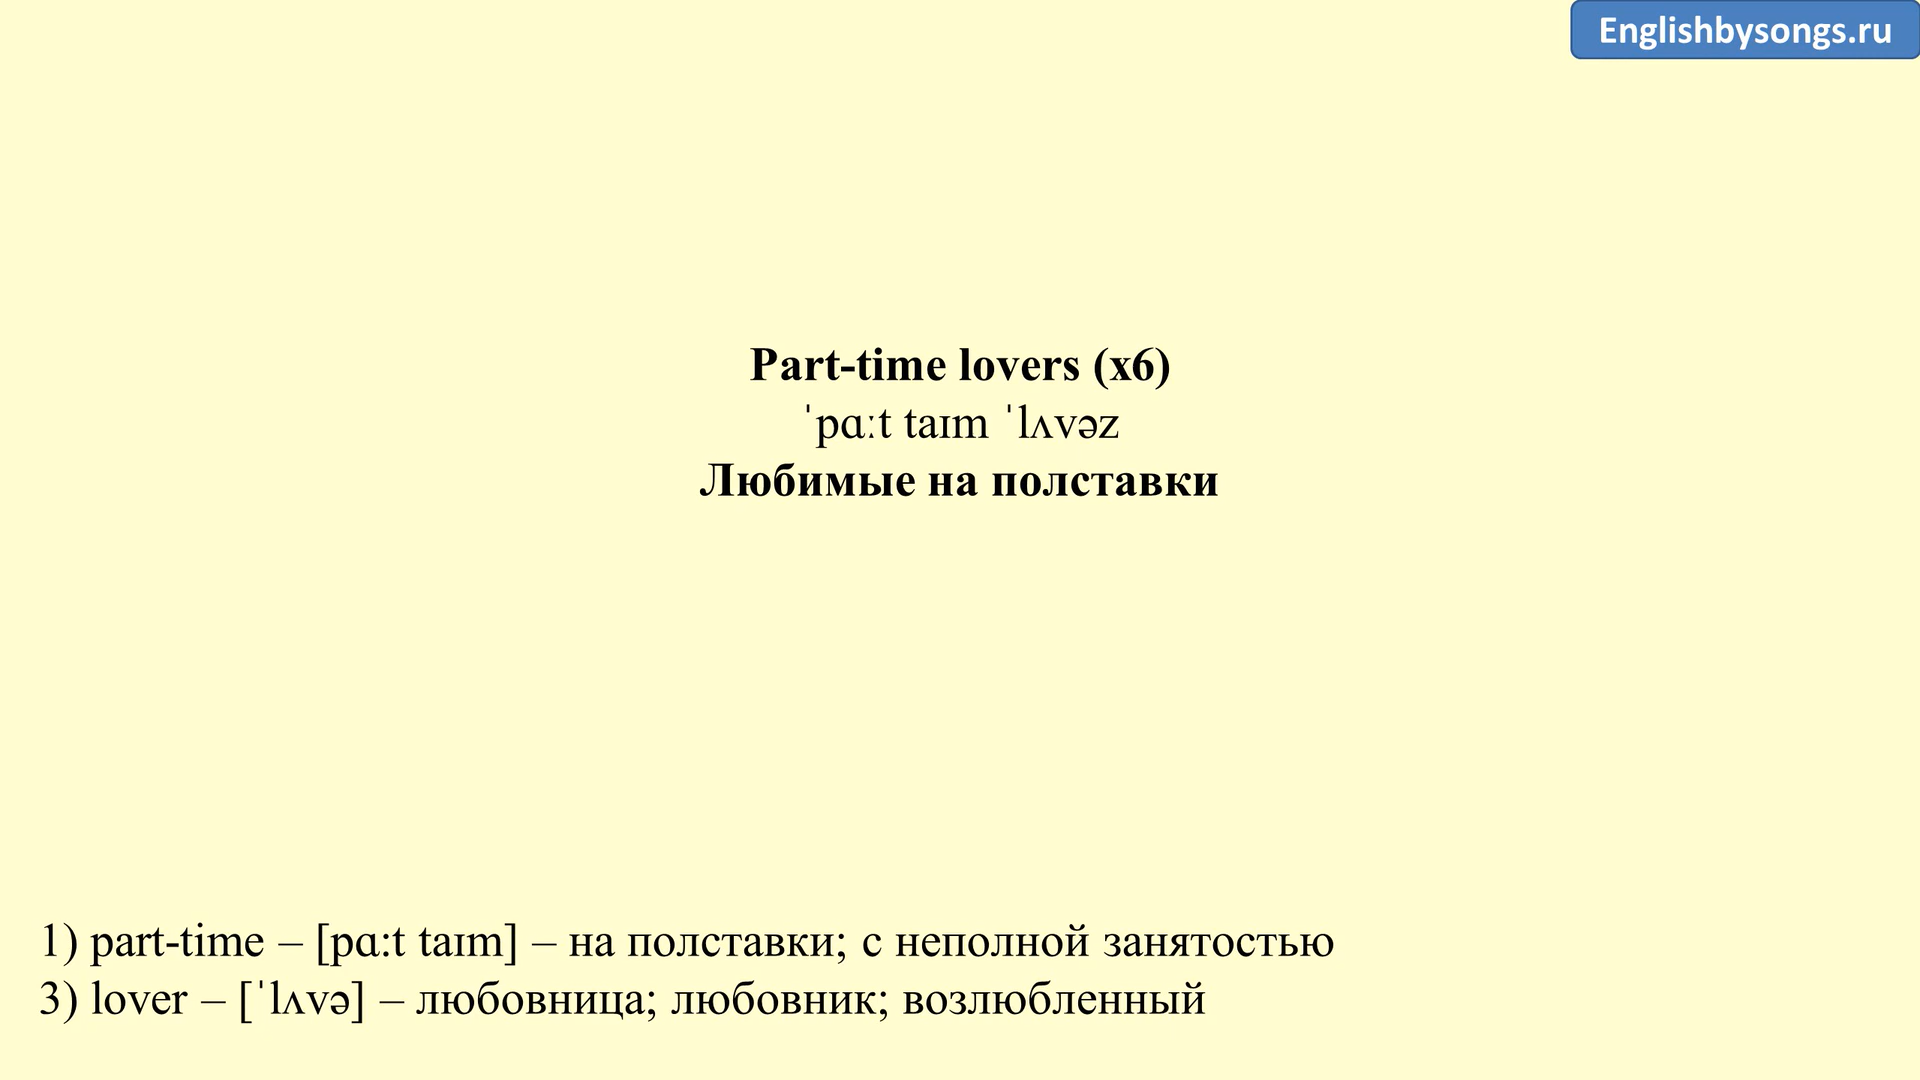 Englishbysongs.ru
Part-time lovers (x6)
ˈpɑːt taɪm ˈlʌvəz
Любимые на полставки
1) part-time – [pɑ:t taɪm] – на полставки; с неполной занятостью
3) lover – [ˈlʌvə] – любовница; любовник; возлюбленный